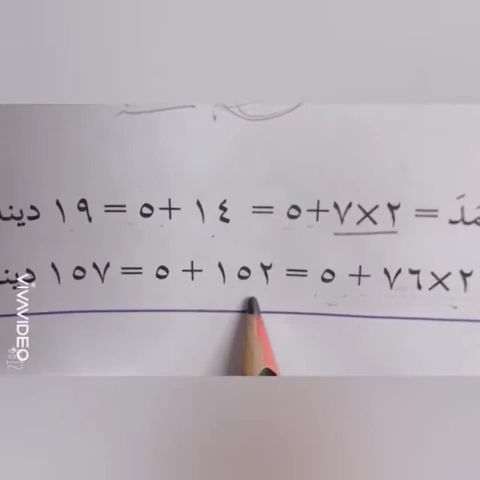 = ٢×٧+٥ = ١٤ +٥ = ١٩
٢×٧٦ + ٥ = ١٥٢ + ٥ = ١٥٧
VIVAVIDEO